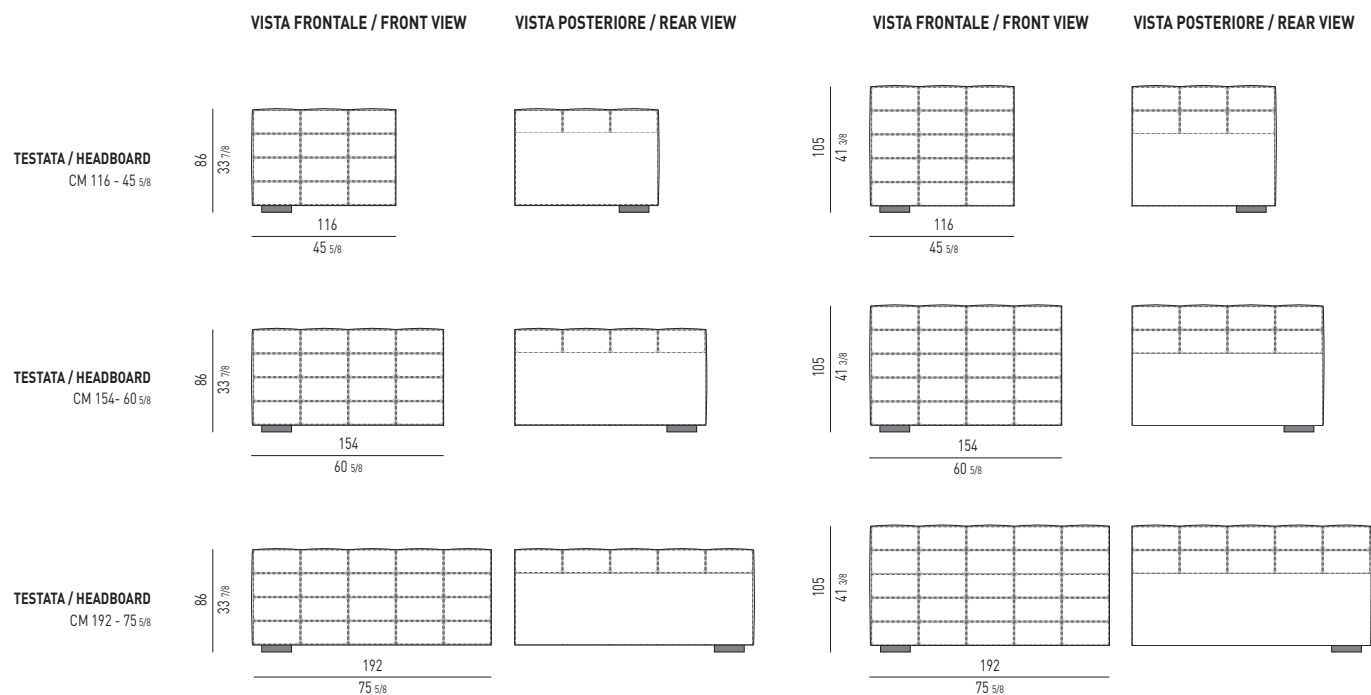 VISTA FRONTALE / FRONT VIEW
VISTA POSTERIORE / REAR VIEW
VISTA FRONTALE / FRONT VIEW
VISTA POSTERIORE / REAR VIEW
TESTATA / HEADBOARD
CM 116 - 45 5/8
86
33 7/8
116
45 5/8
105
41 3/8
116
45 5/8
TESTATA / HEADBOARD
CM 154- 60 5/8
86
33 7/8
154
60 5/8
105
41 3/8
154
60 5/8
TESTATA / HEADBOARD
CM 192 - 75 5/8
86
33 7/8
192
75 5/8
105
41 3/8
192
75 5/8